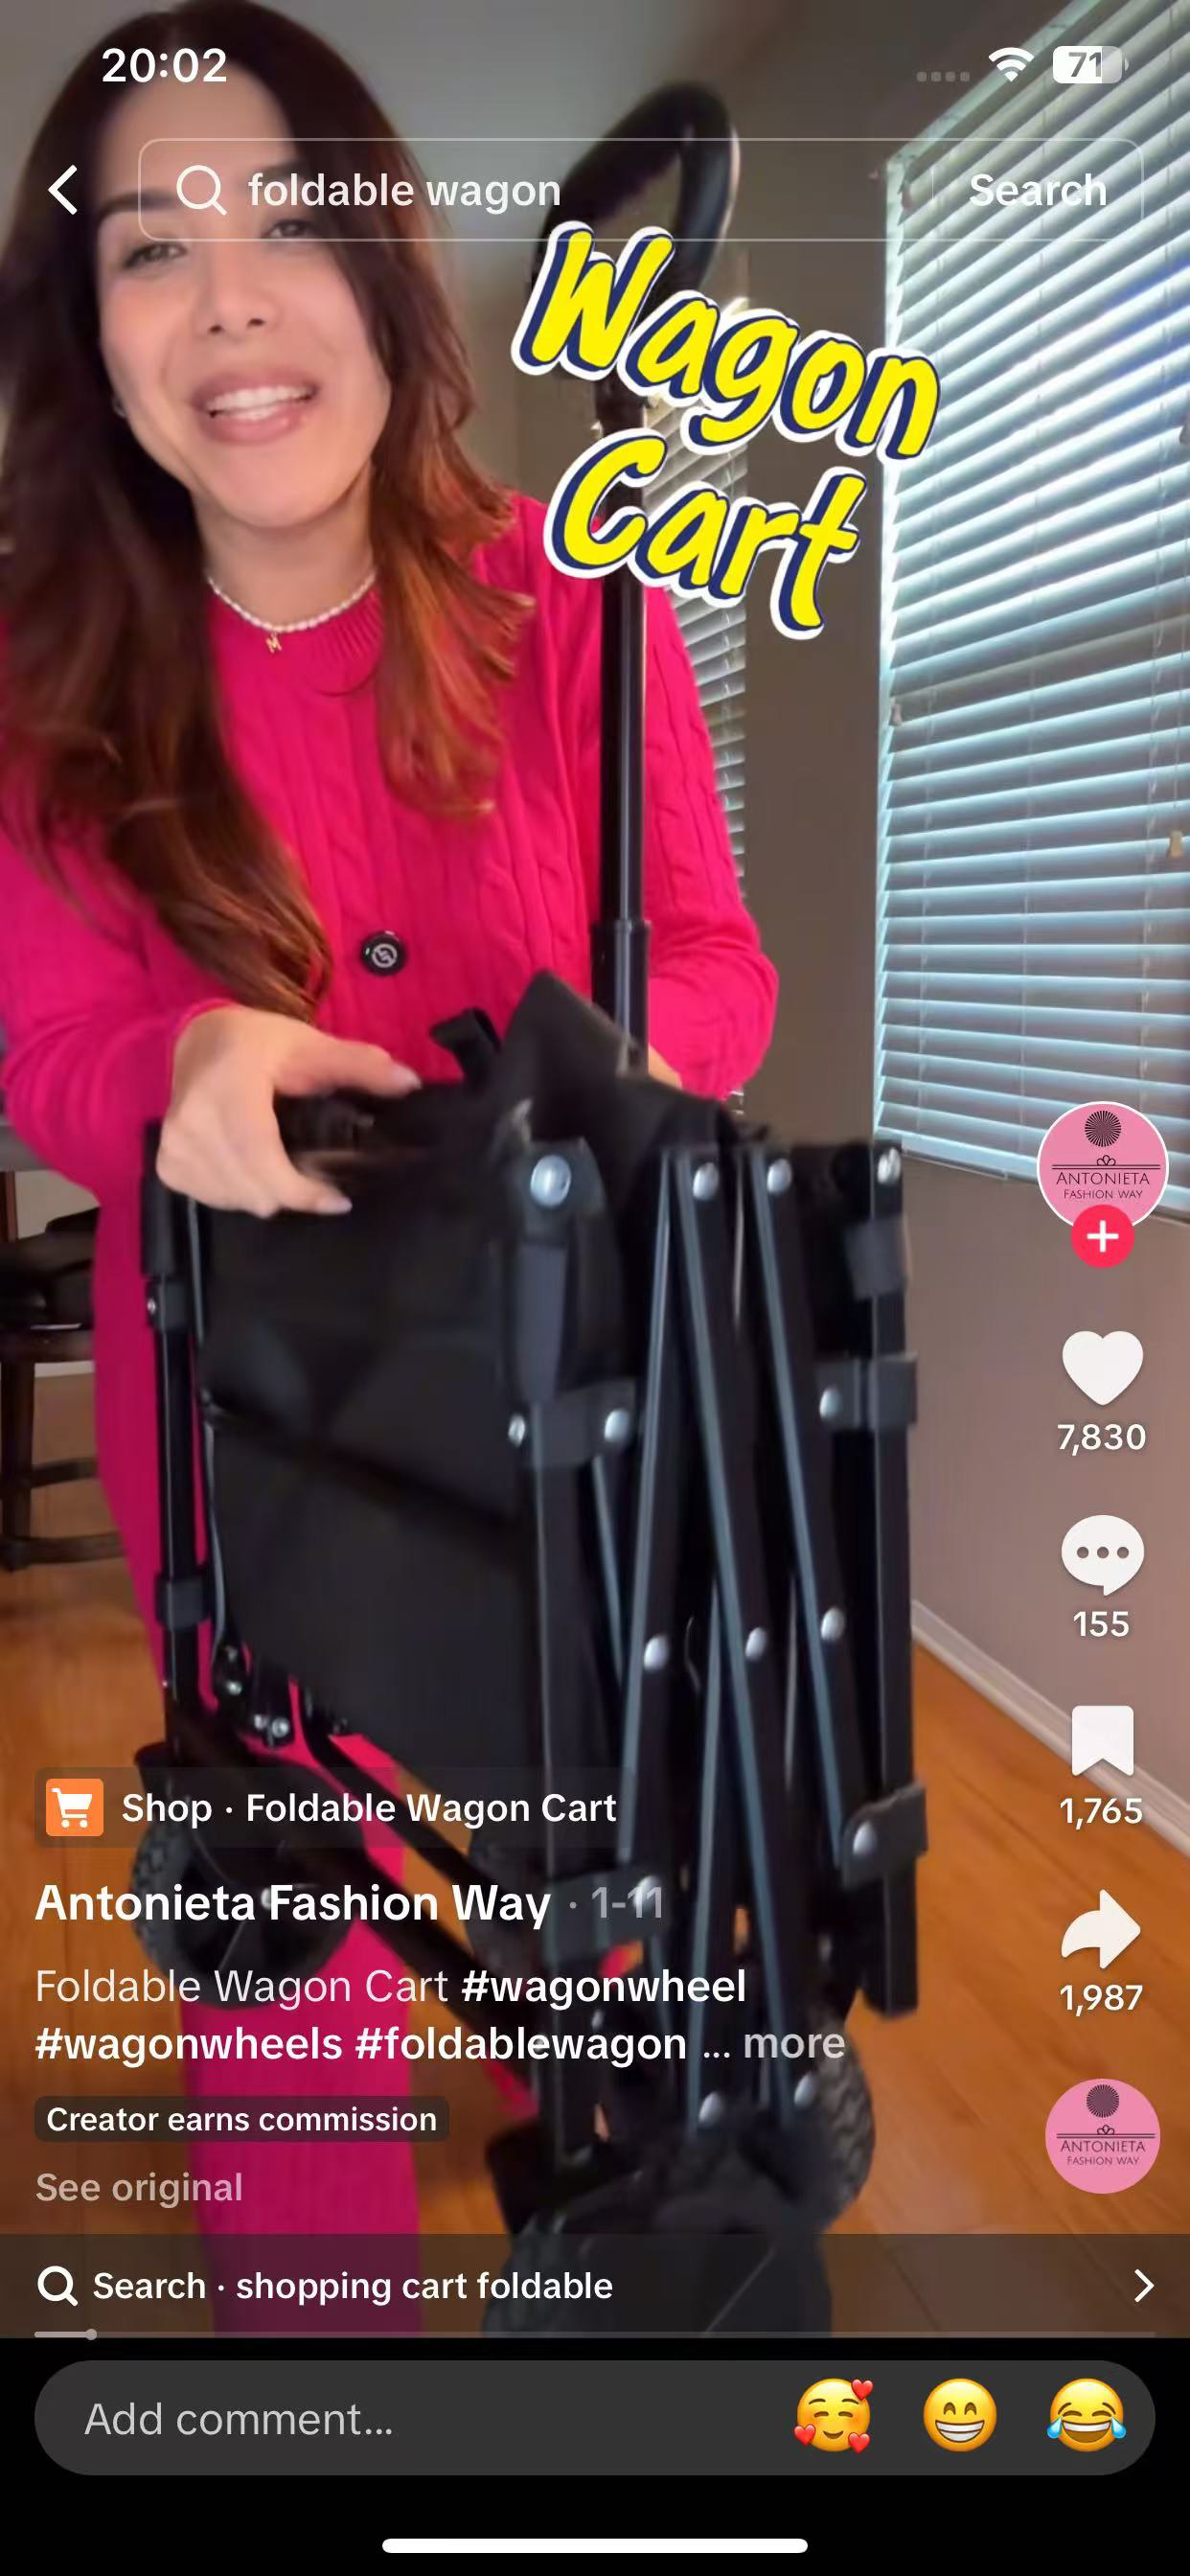 20:02
71
foldable wagon
Search
Wagon
Cart
M
ANTONIETA
FASHION WAY
7,830
155
1,765
1,987
Shop · Foldable Wagon Cart
Antonieta Fashion Way · 1-11
Foldable Wagon Cart #wagonwheel
#wagonwheels #foldablewagon ... more
Creator earns commission
See original
ANTONIETA
FASHION WAY
Search · shopping cart foldable
Add comment...